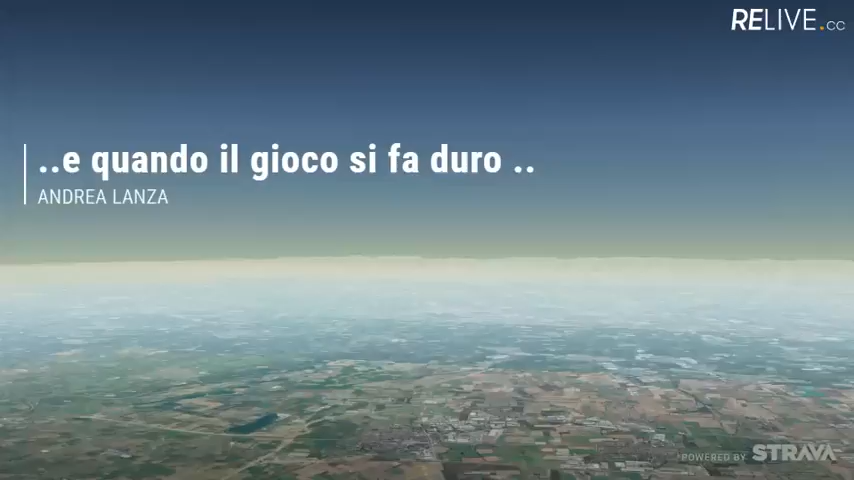 RELIVE.cc
..e quando il gioco si fa duro ..
ANDREA LANZA
POWERED BY STRAVA